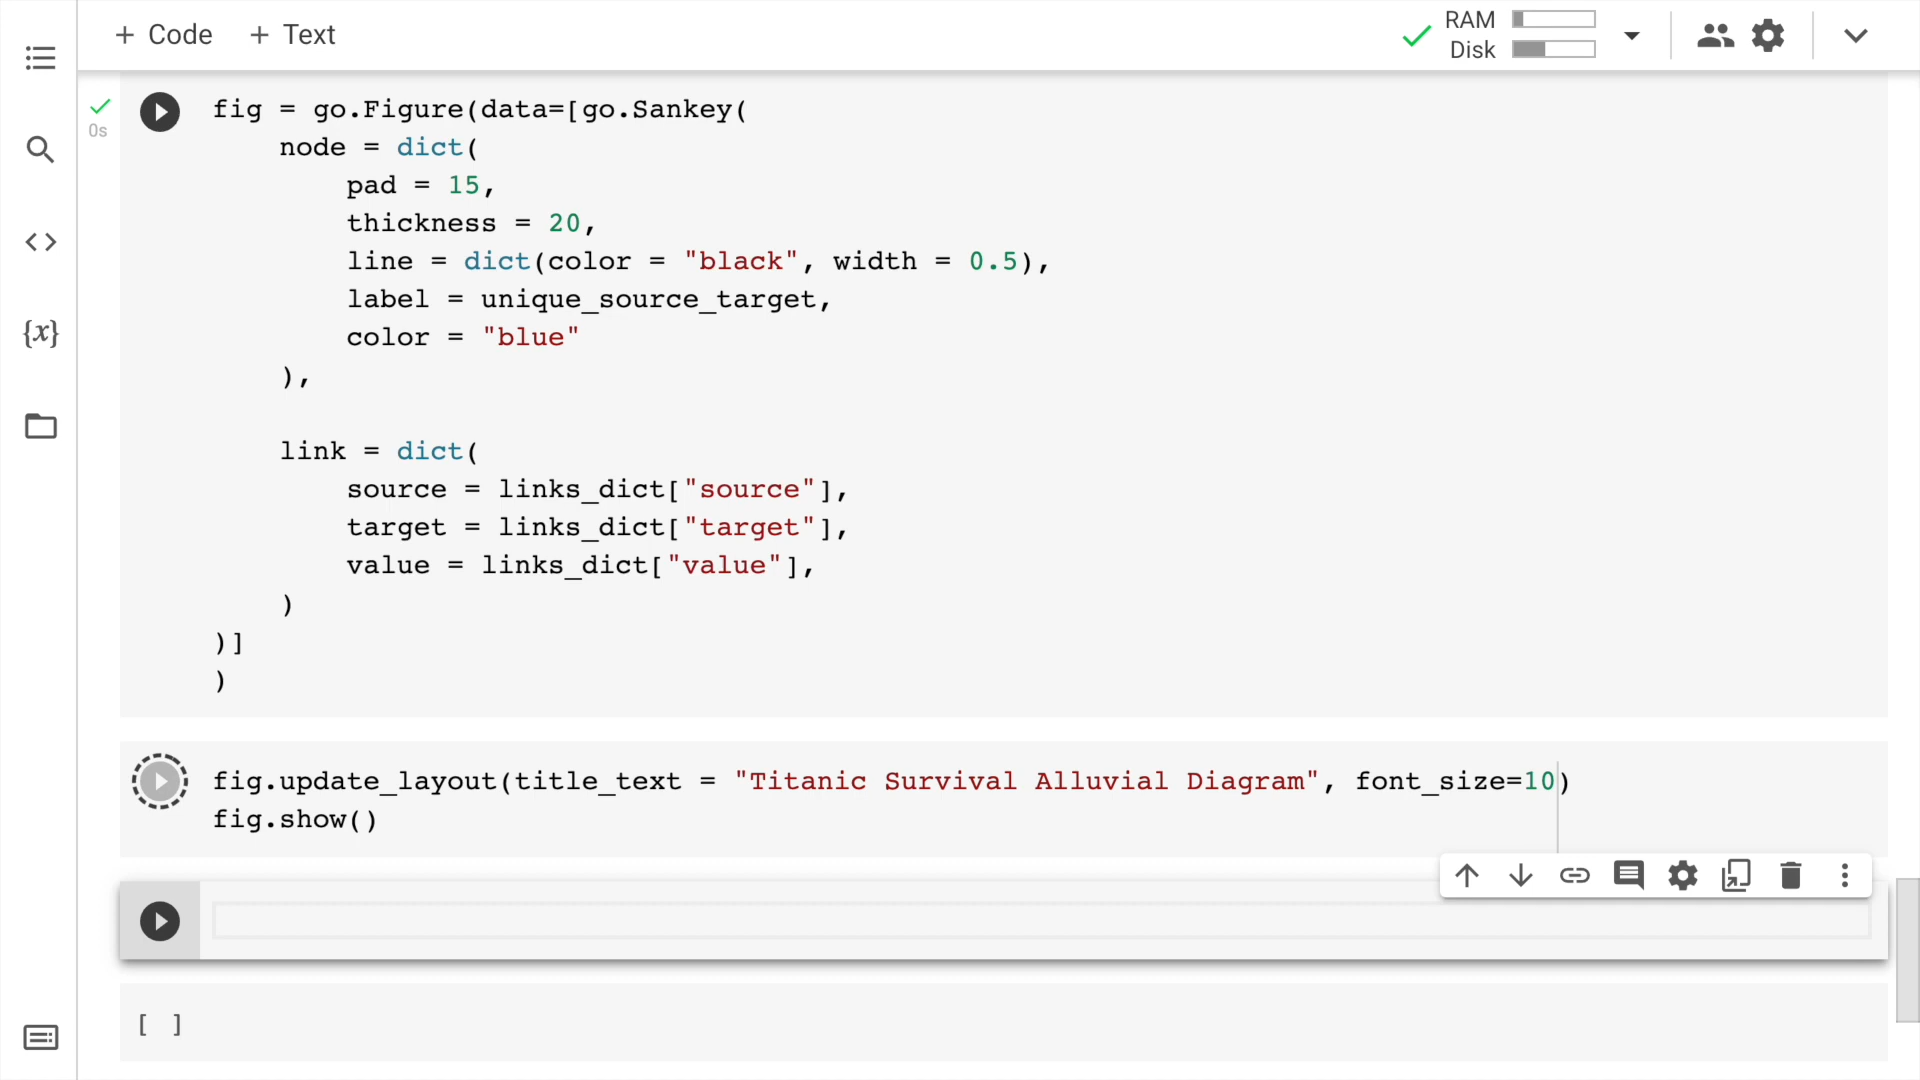 + Code + Text
RAM
Disk
0s
fig = go.Figure(data=[go.Sankey(
    node = dict(
        pad = 15,
        thickness = 20,
        line = dict(color = "black", width = 0.5),
        label = unique_source_target,
        color = "blue"
    ),
    link = dict(
        source = links_dict["source"],
        target = links_dict["target"],
        value = links_dict["value"],
    )
)]
)
{x}
fig.update_layout(title_text = "Titanic Survival Alluvial Diagram", font_size=10)
fig.show()
[ ]